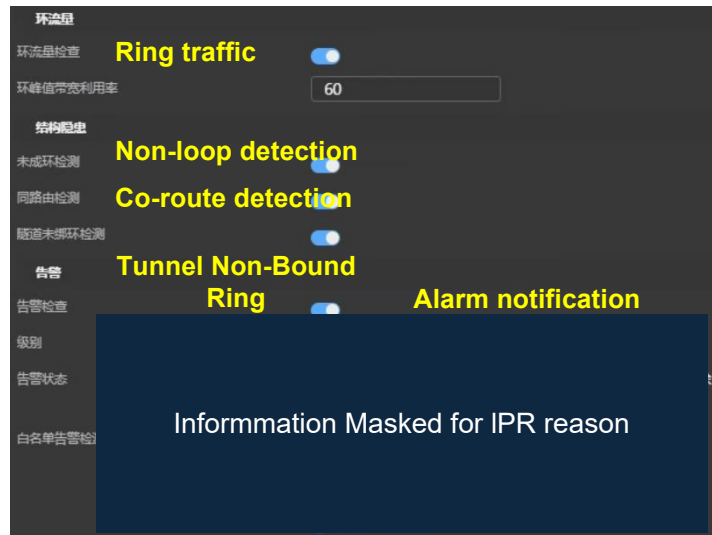 环流量
环流量检查 Ring traffic
环峰值带宽利用率 60
结构隐患
未成环检测 Non-loop detection
同路由检测 Co-route detection
隧道未绑环检测
告警 Tunnel Non-Bound
Ring Alarm notification
告警检查
级别
告警状态
Informmation Masked for IPR reason
白名单告警检